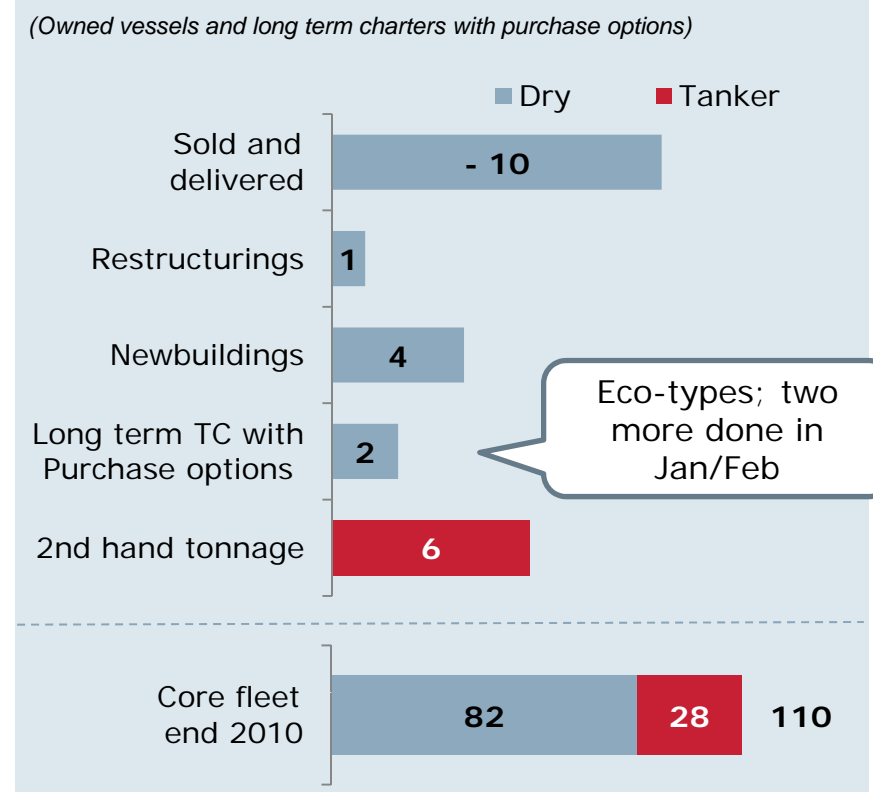 (Owned vessels and long term charters with purchase options)
Dry Tanker
Sold and
delivered
- 10
Restructurings
1
Newbuildings
4
Long term TC with
Purchase options
2
Eco-types; two
more done in
Jan/Feb
2nd hand tonnage
6
Core fleet
end 2010
82 28 110